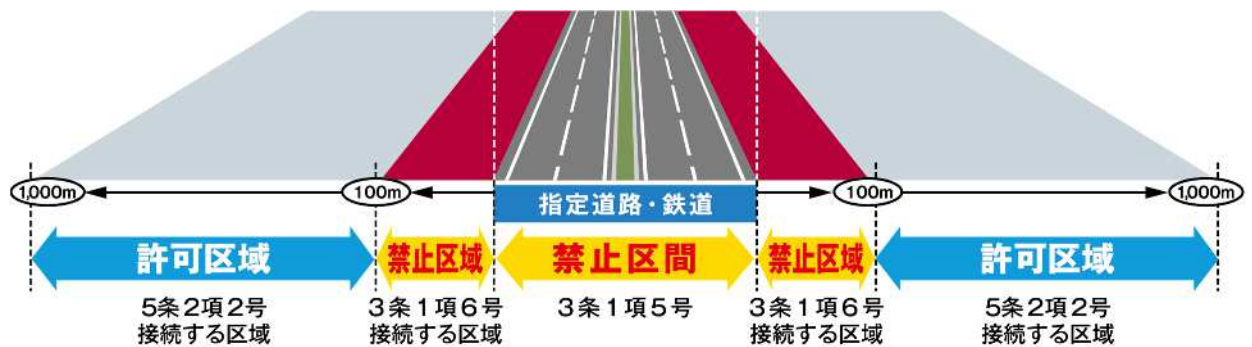 1,000m
100m
指定道路・鉄道
100m
1,000m
許可区域
禁止区域
禁止区間
禁止区域
許可区域
5条2項2号
接続する区域
3条1項6号
接続する区域
3条1項5号
3条1項6号
接続する区域
5条2項2号
接続する区域